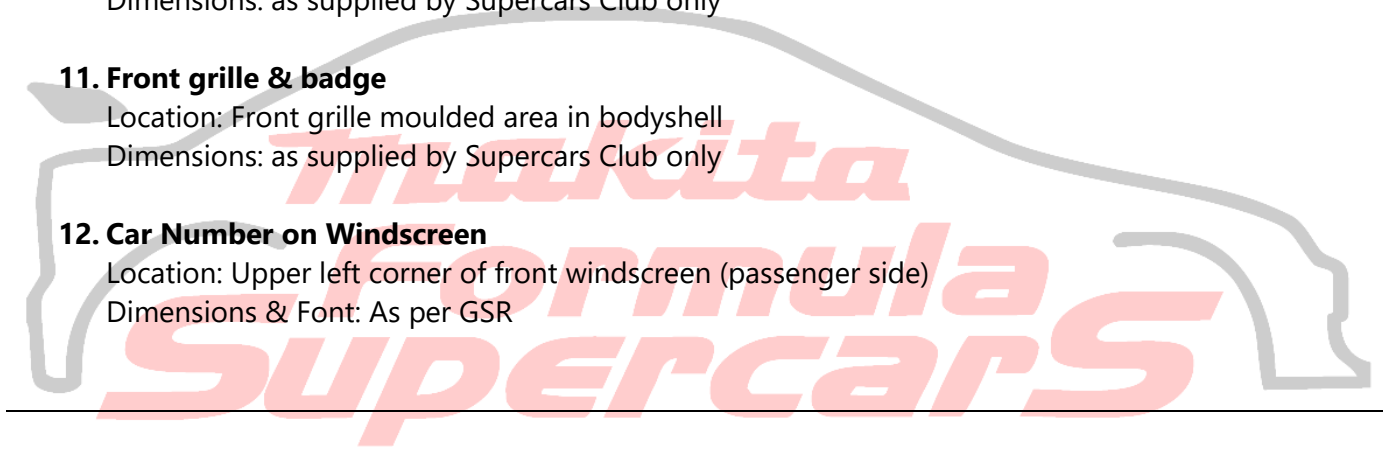 Dimensions: as supplied by Supercars Club only
11. Front grille & badge
Location: Front grille moulded area in bodyshell
Dimensions: as supplied by Supercars Club only
12. Car Number on Windscreen
Location: Upper left corner of front windscreen (passenger side)
Dimensions & Font: As per GSR
makita
Formula
Supercars